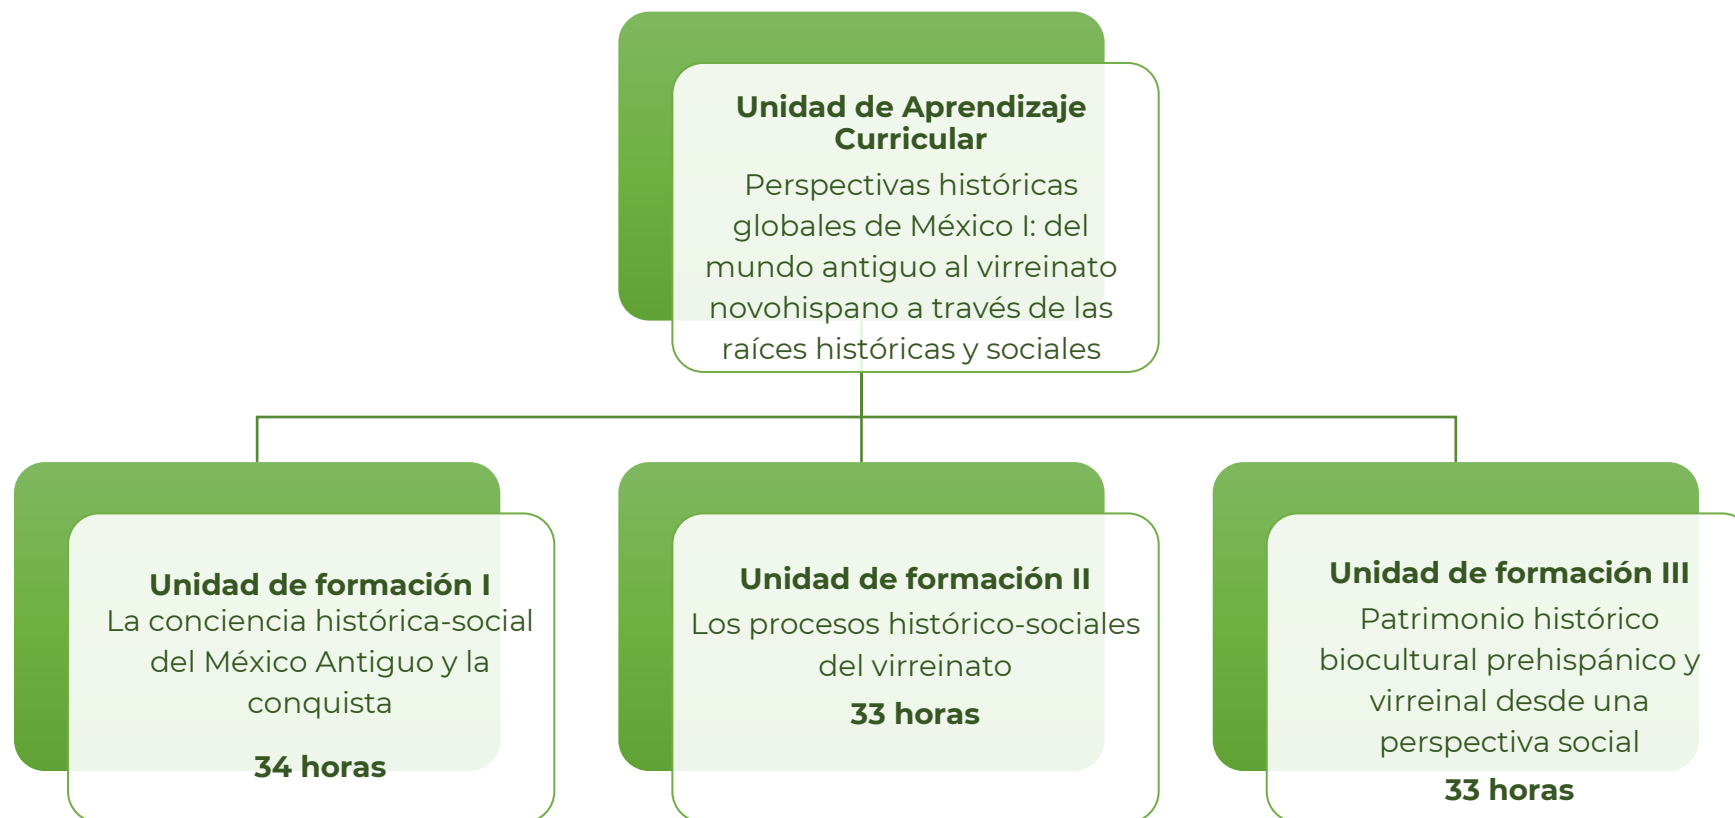 Unidad de Aprendizaje
Curricular
Perspectivas históricas
globales de México I: del
mundo antiguo al virreinato
novohispano a través de las
raíces históricas y sociales
Unidad de formación I
La conciencia histórica-social
del México Antiguo y la
conquista
34 horas
Unidad de formación II
Los procesos histórico-sociales
del virreinato
33 horas
Unidad de formación III
Patrimonio histórico
biocultural prehispánico y
virreinal desde una
perspectiva social
33 horas